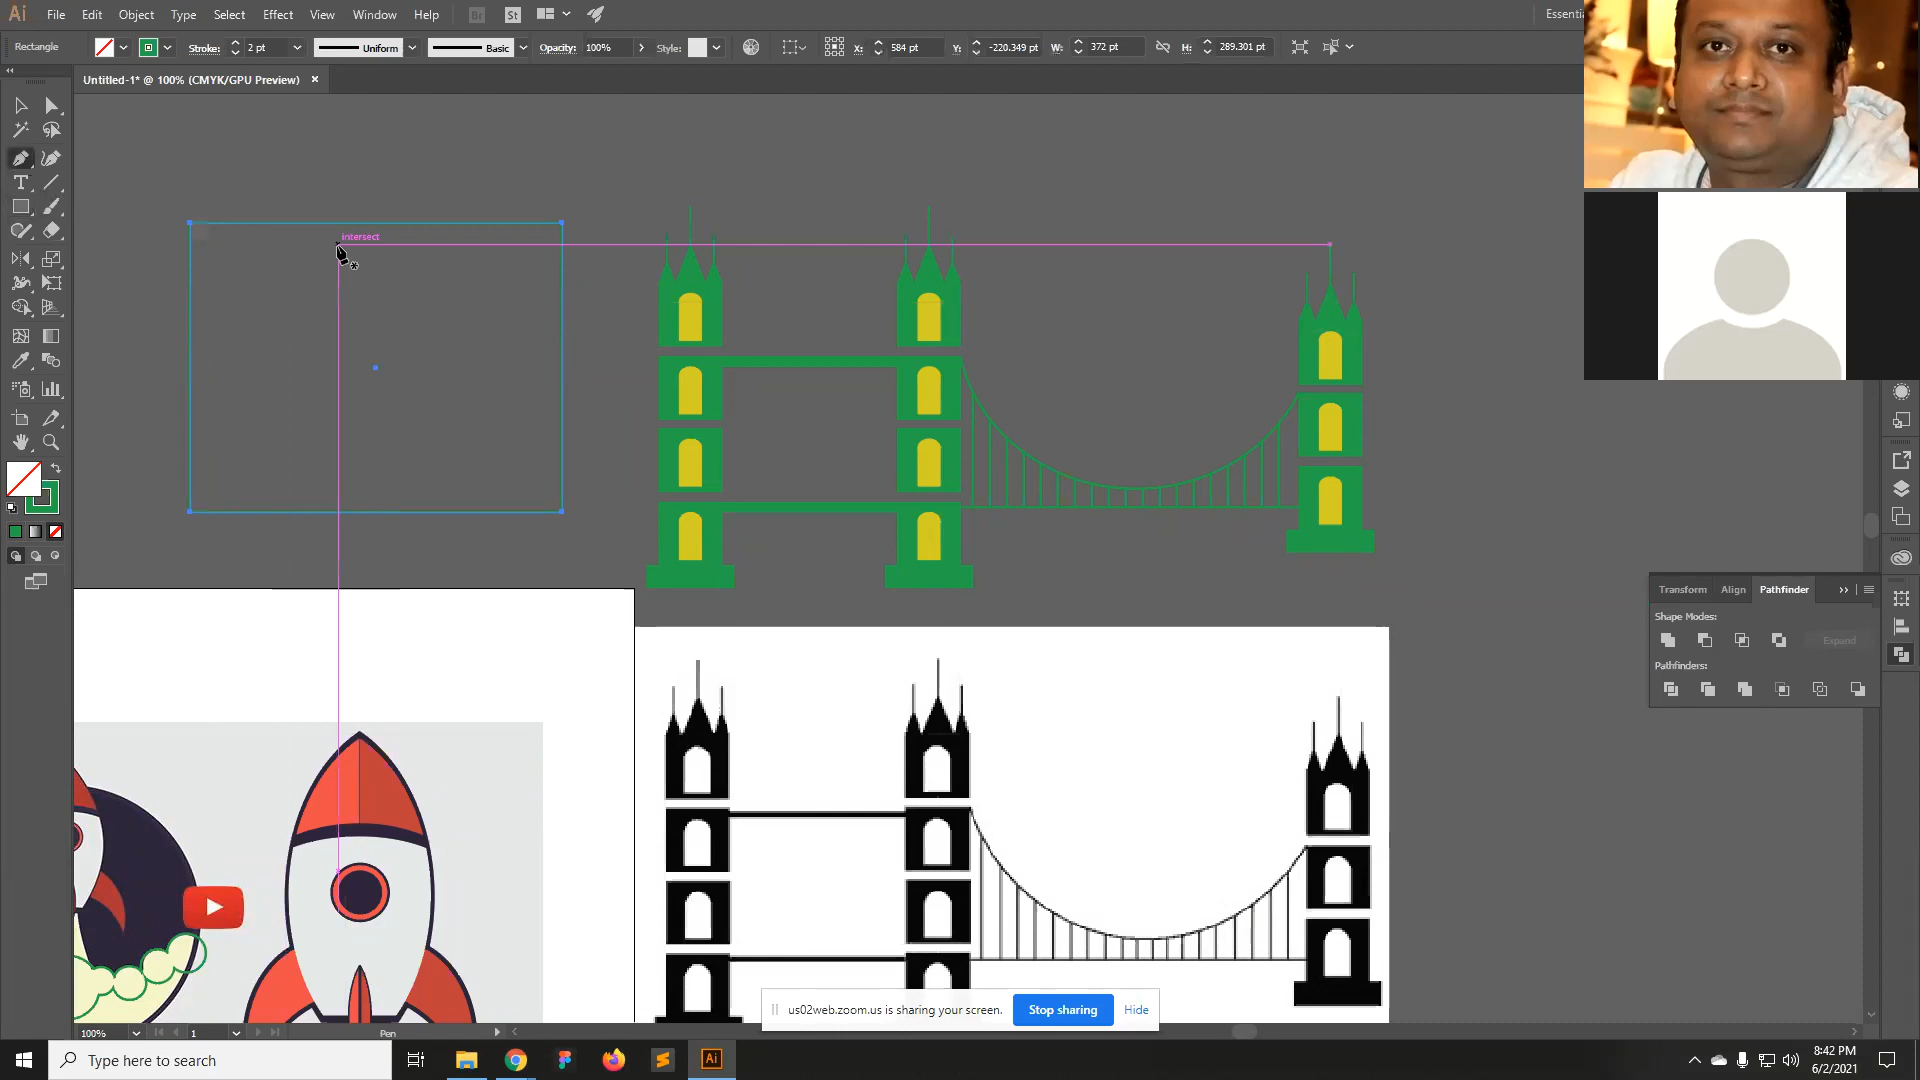 Ai File Edit Object Type Select Effect View Window Help Br St Essentia
Rectangle Stroke: 2 pt Uniform Basic Opacity: 100% Style: X: 584 pt Y: -220.349 pt W: 372 pt H: 289.301 pt
Untitled-1* @ 100% (CMYK/GPU Preview)
intersect
Transform Align Pathfinder
Shape Modes:
Expand
Pathfinders:
us02web.zoom.us is sharing your screen. Stop sharing Hide
100% 1 Pen
Type here to search
Ai
8:42 PM
6/2/2021